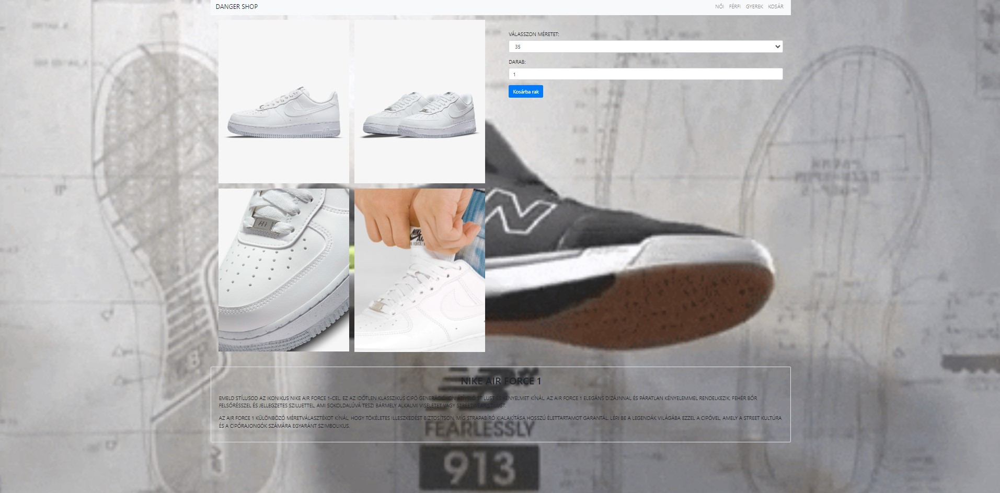 DANGER SHOP
NŐI FÉRFI GYEREK KOSÁR
VÁLASSZON MÉRETET:
35
DARAB:
1
Kosárba rak
NIKE
AIR
NIKE AIR FORCE 1
EMELD STÍLUSOD AZ IKONIKUS NIKE AIR FORCE 1-CEL. EZ AZ IDŐTLEN KLASSZIKUS CIPŐ GENERÁCIÓKON ÁTÍVELŐ STÍLUST ÉS KÉNYELMET KÍNÁL. AZ AIR FORCE 1 ELEGÁNS DIZÁJNNAL ÉS PÁRATLAN KÉNYELEMMEL RENDELKEZIK, FEHÉR BŐR
FELSŐRÉSSZEL ÉS JELLEGZETES SZILUETTEL, AMI SOKOLDALÚVÁ TESZI BÁRMELY ALKALMI VISELETET VAGY STREETWEAR STÍLUST.
AZ AIR FORCE 1 KÜLÖNBÖZŐ MÉRETVÁLASZTÉKOT KÍNÁL, HOGY TÖKÉLETES ILLESZKEDÉST BIZTOSÍTSON, MÍG STRAPABÍRÓ KIALAKÍTÁSA HOSSZÚ ÉLETTARTAMOT GARANTÁL. LÉPJ BE A LEGENDÁK VILÁGÁBA EZZEL A CIPŐVEL, AMELY A STREET KULTÚRA
ÉS A CIPŐRAJONGÓK SZÁMÁRA EGYARÁNT SZIMBOLIKUS.
FEARLESSLY
913